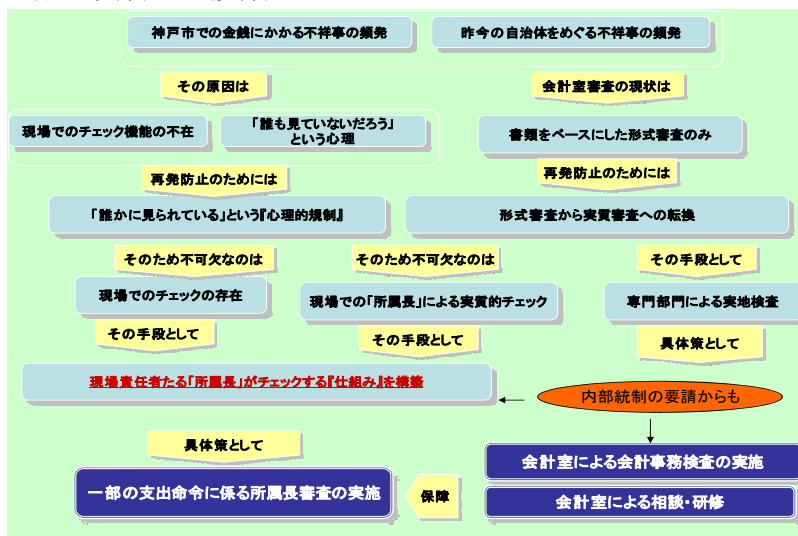 神戸市での金銭にかかる不祥事の頻発
昨今の自治体をめぐる不祥事の頻発
その原因は
会計室審査の現状は
現場でのチェック機能の不在
「誰も見ていないだろう」
という心理
書類をベースにした形式審査のみ
再発防止のためには
再発防止のためには
「誰かに見られている」という『心理的規制』
形式審査から実質審査への転換
そのため不可欠なのは
そのため不可欠なのは
その手段として
現場でのチェックの存在
現場での「所属長」による実質的チェック
専門部門による実地検査
その手段として
その手段として
具体策として
現場責任者たる「所属長」がチェックする『仕組み』を構築
内部統制の要請からも
具体策として
会計室による会計事務検査の実施
一部の支出命令に係る所属長審査の実施
保障
会計室による相談・研修